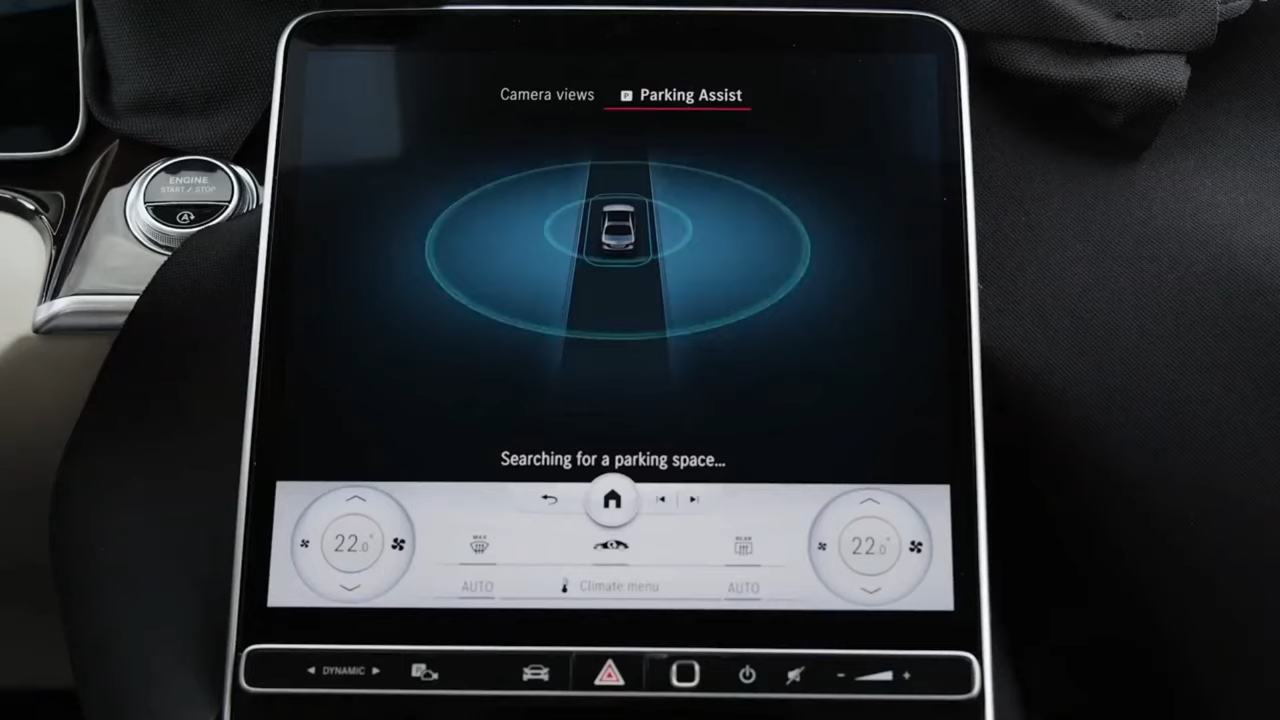 Camera views
P Parking Assist
ENGINE
START / STOP
A
Searching for a parking space...
22.0°
22.0°
MAX
REAR
AUTO
Climate menu
AUTO
DYNAMIC
P